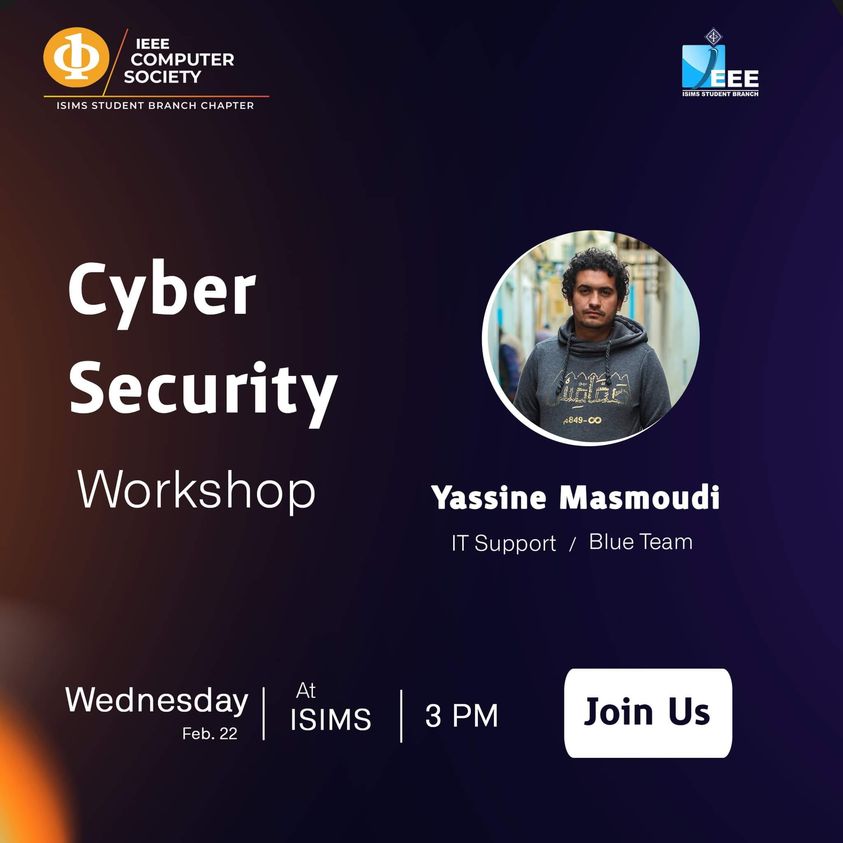 IEEE
COMPUTER
SOCIETY
ISIMS STUDENT BRANCH CHAPTER
IEEE
ISIMS STUDENT BRANCH
Cyber
Security
Workshop
Yassine Masmoudi
IT Support / Blue Team
Wednesday
Feb. 22
At
ISIMS
3 PM
Join Us